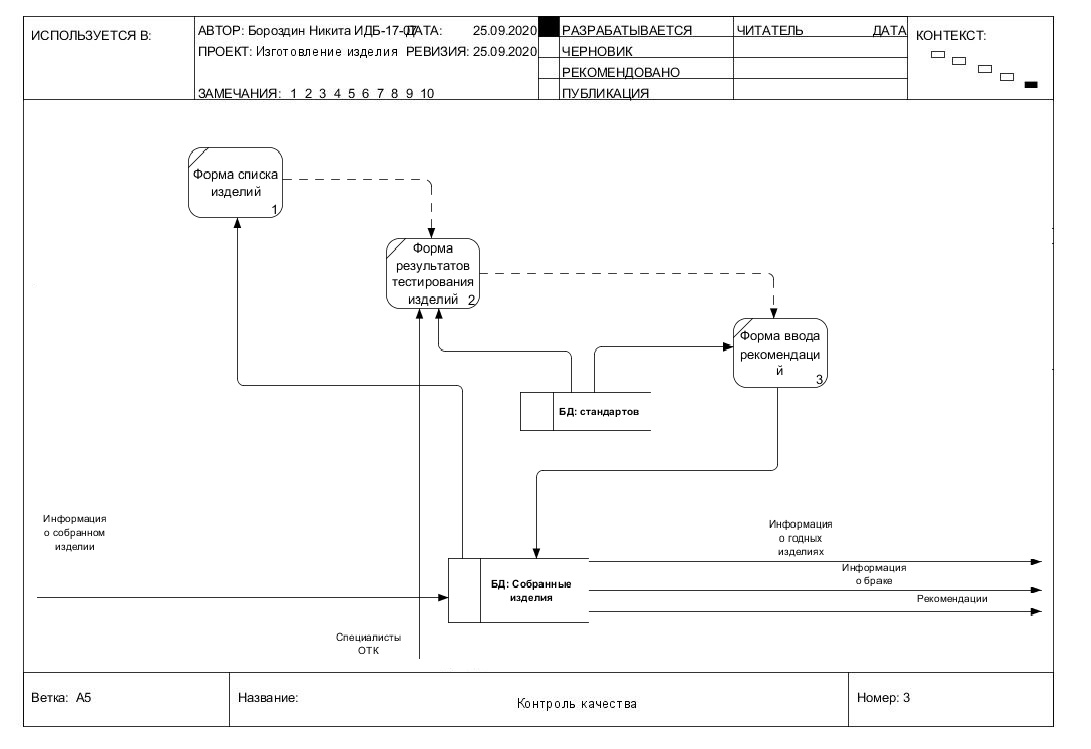 ИСПОЛЬЗУЕТСЯ В:
АВТОР: Бороздин Никита ИДБ-17-07
ДАТА: 25.09.2020
ПРОЕКТ: Изготовление изделия
РЕВИЗИЯ: 25.09.2020
ЗАМЕЧАНИЯ: 1 2 3 4 5 6 7 8 9 10
РАЗРАБАТЫВАЕТСЯ
ЧЕРНОВИК
РЕКОМЕНДОВАНО
ПУБЛИКАЦИЯ
ЧИТАТЕЛЬ ДАТА
КОНТЕКСТ:
Форма списка
изделий
1
Форма
результатов
тестирования
изделий 2
Форма ввода
рекомендаци
й
3
БД: стандартов
Информация
о собранном
изделии
БД: Собранные
изделия
Информация
о годных
изделиях
Информация
о браке
Рекомендации
Специалисты
ОТК
Ветка: A5
Название:
Контроль качества
Номер: 3